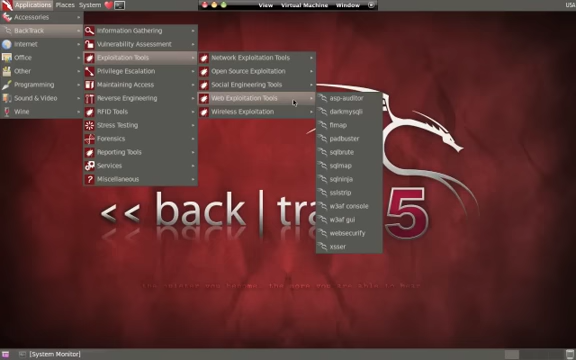 Applications Places System
View Virtual Machine Window
USA
Accessories
BackTrack
Internet
Office
Other
Programming
Sound & Video
Wine
Information Gathering
Vulnerability Assessment
Exploitation Tools
Privilege Escalation
Maintaining Access
Reverse Engineering
RFID Tools
Stress Testing
Forensics
Reporting Tools
Services
Miscellaneous
Network Exploitation Tools
Open Source Exploitation
Social Engineering Tools
Web Exploitation Tools
Wireless Exploitation
asp-auditor
darkmysqli
fimap
padbuster
sqlbrute
sqlmap
sqlninja
sslstrip
w3af console
w3af gui
websecurify
xsser
<< back | tra 5
[System Monitor]